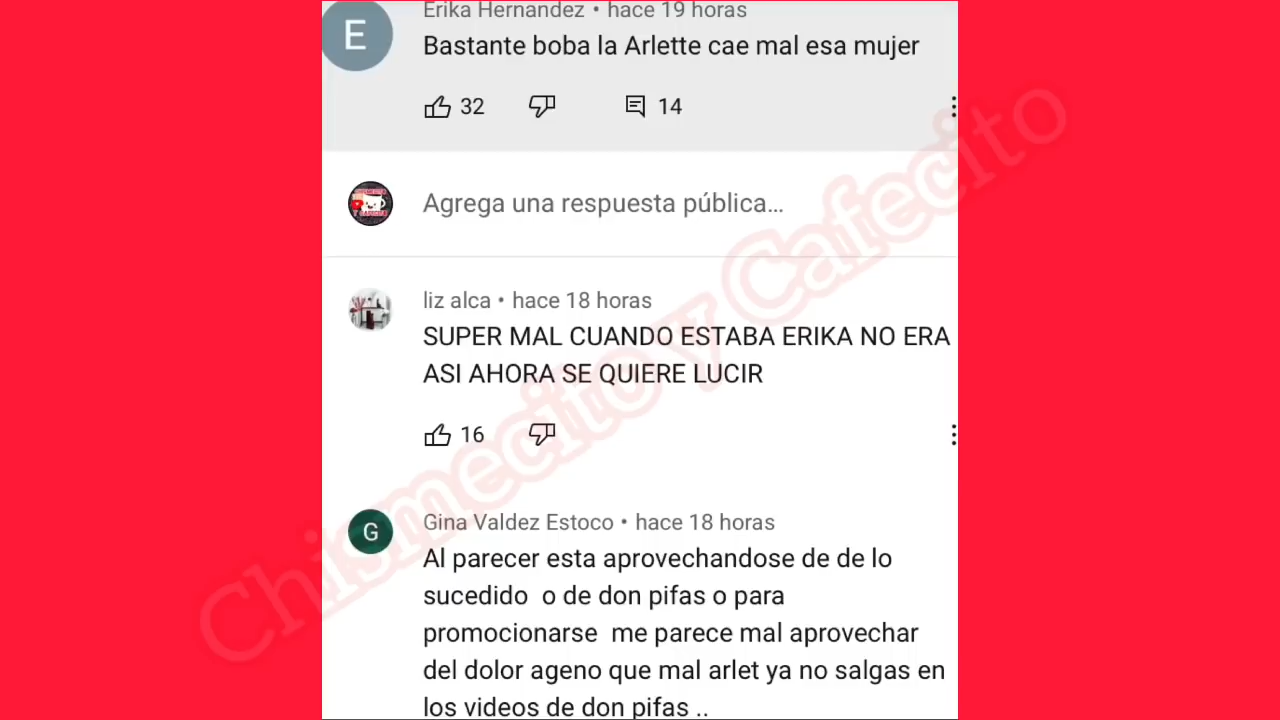 Erika Hernandez • hace 19 horas
E
Bastante boba la Arlette cae mal esa mujer
32 14
Agrega una respuesta pública...
liz alca • hace 18 horas
SUPER MAL CUANDO ESTABA ERIKA NO ERA
ASI AHORA SE QUIERE LUCIR
16
G
Gina Valdez Estoco • hace 18 horas
Al parecer esta aprovechandose de de lo
sucedido o de don pifas o para
promocionarse me parece mal aprovechar
del dolor ageno que mal arlet ya no salgas en
los videos de don pifas ..
Chismecito y Cafecito